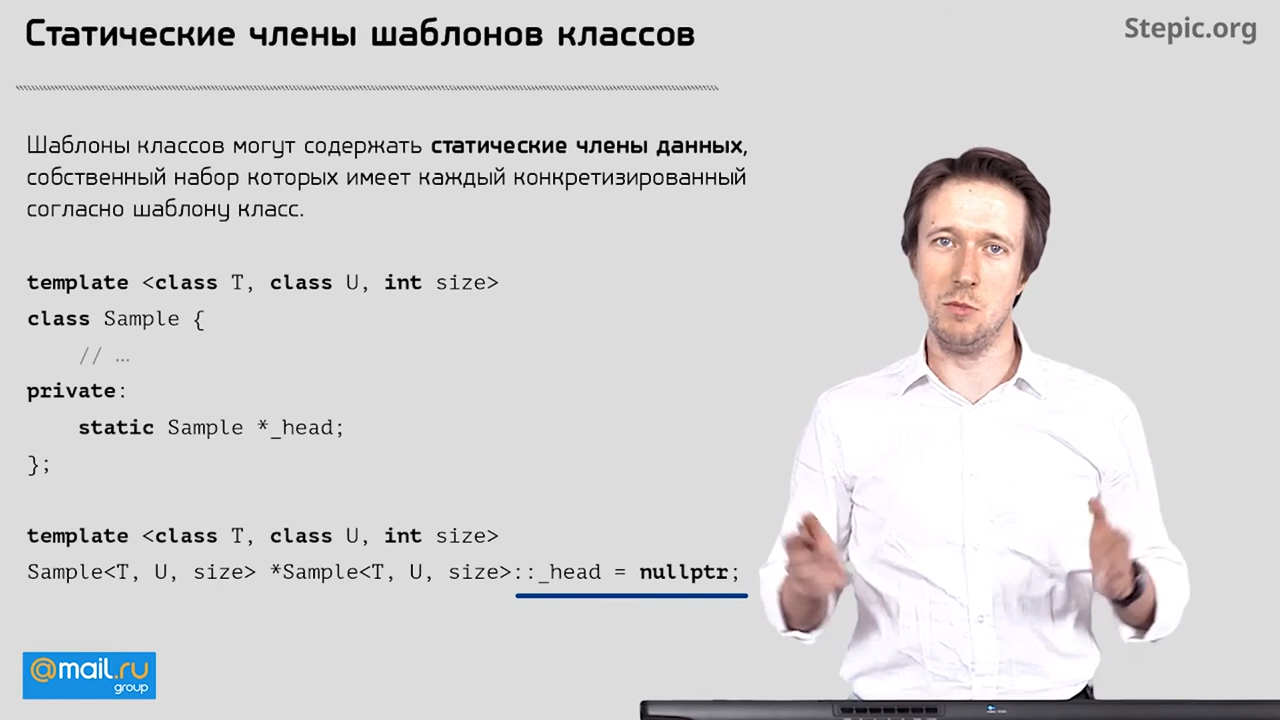 Статические члены шаблонов классов
Stepic.org
Шаблоны классов могут содержать статические члены данных,
собственный набор которых имеет каждый конкретизированный
согласно шаблону класс.
template <class T, class U, int size>
class Sample {
// …
private:
static Sample *_head;
};
template <class T, class U, int size>
Sample<T, U, size> *Sample<T, U, size>::_head = nullptr;
@mail.ru
group